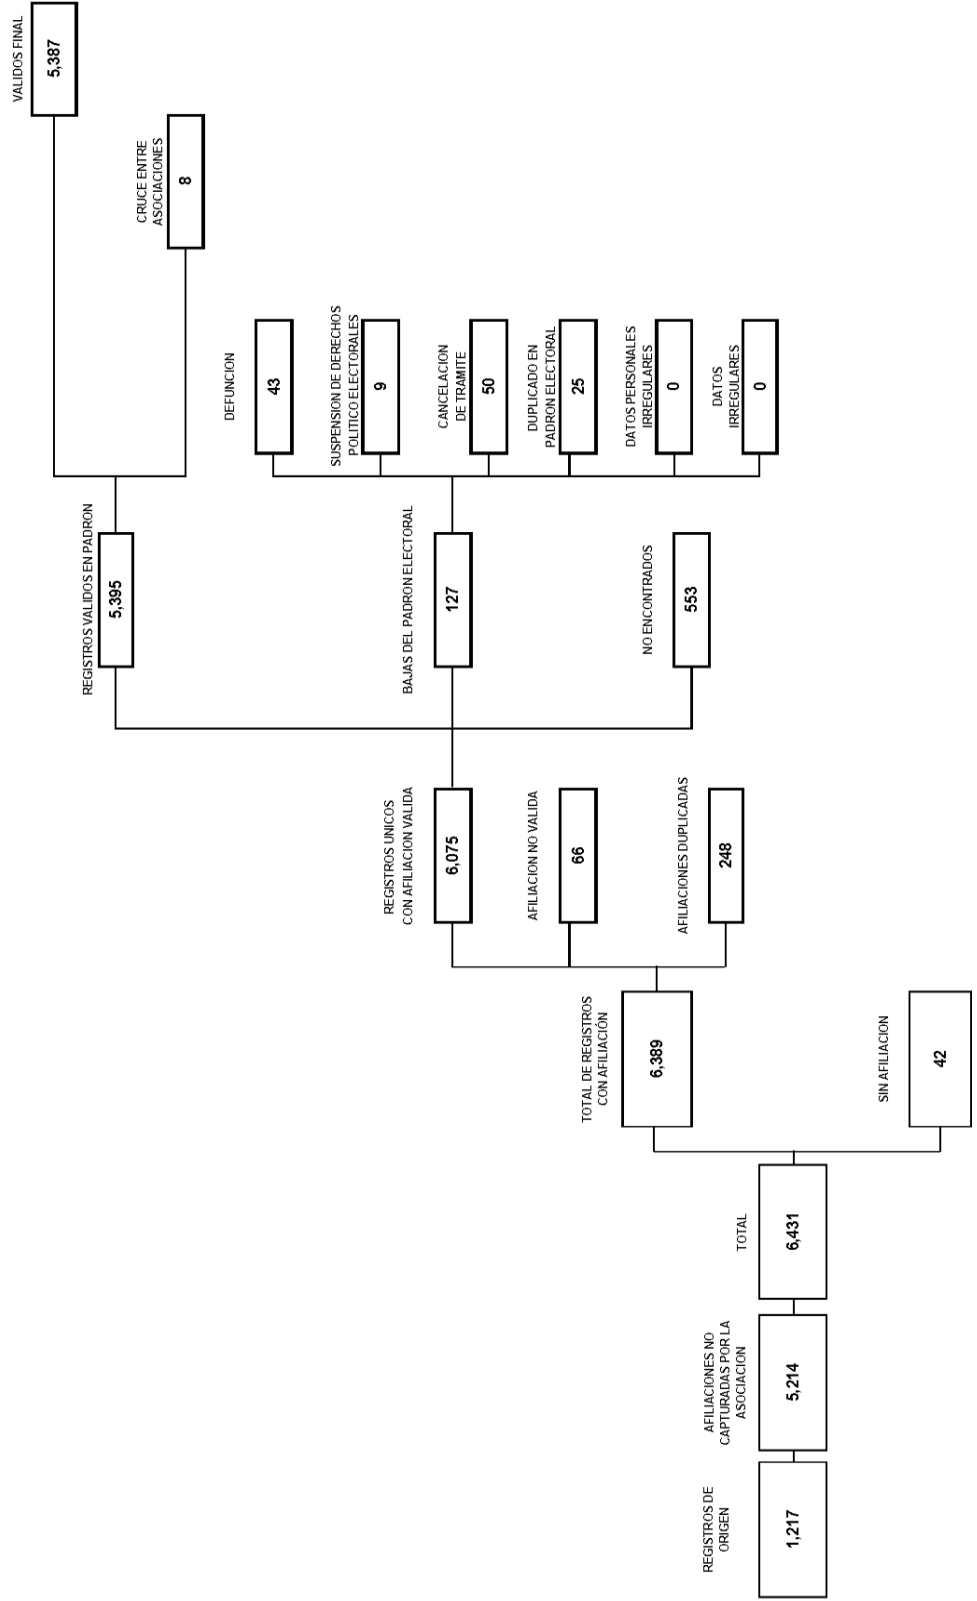 REGISTROS DE
ORIGEN
1,217
AFILIACIONES NO
CAPTURADAS POR LA
ASOCIACION
5,214
TOTAL
6,431
TOTAL DE REGISTROS
CON AFILIACIÓN
6,389
SIN AFILIACION
42
REGISTROS UNICOS
CON AFILIACION VALIDA
6,075
AFILIACION NO VALIDA
66
AFILIACIONES DUPLICADAS
248
REGISTROS VALIDOS EN PADRON
5,395
BAJAS DEL PADRON ELECTORAL
127
NO ENCONTRADOS
553
DEFUNCION
43
SUSPENSION DE DERECHOS
POLITICO ELECTORALES
9
CANCELACION
DE TRAMITE
50
DUPLICADO EN
PADRON ELECTORAL
25
DATOS PERSONALES
IRREGULARES
0
DATOS
IRREGULARES
0
CRUCE ENTRE
ASOCIACIONES
8
VALIDOS FINAL
5,387